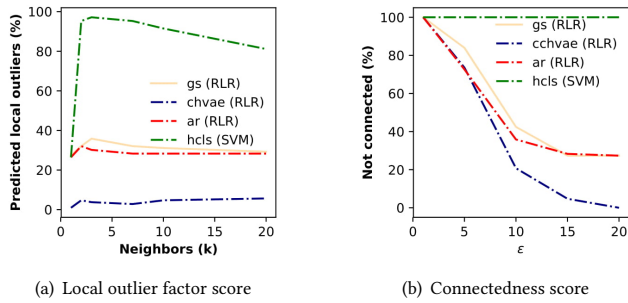 Predicted local outliers (%)
100
80
60
40
20
0
gs (RLR)
chvae (RLR)
ar (RLR)
hcls (SVM)
0 5 10 15 20
Neighbors (k)
(a) Local outlier factor score
Not connected (%)
100
80
60
40
20
0
gs (RLR)
cchvae (RLR)
ar (RLR)
hcls (SVM)
0 5 10 15 20
ε
(b) Connectedness score